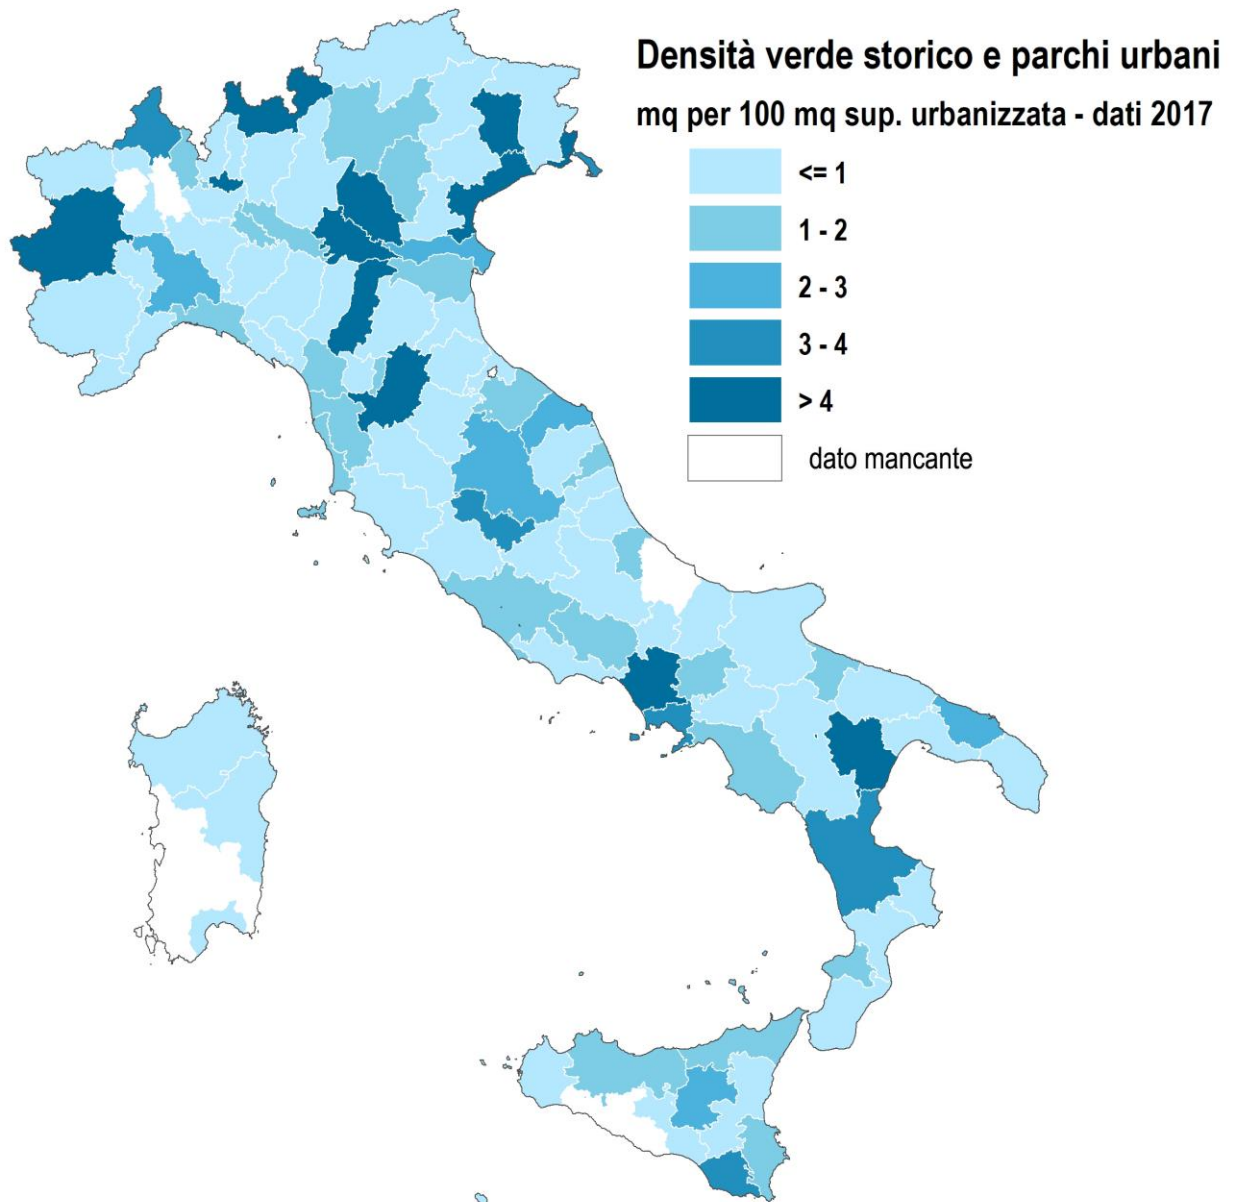 Densità verde storico e parchi urbani
mq per 100 mq sup. urbanizzata - dati 2017
<= 1
1 - 2
2 - 3
3 - 4
> 4
dato mancante